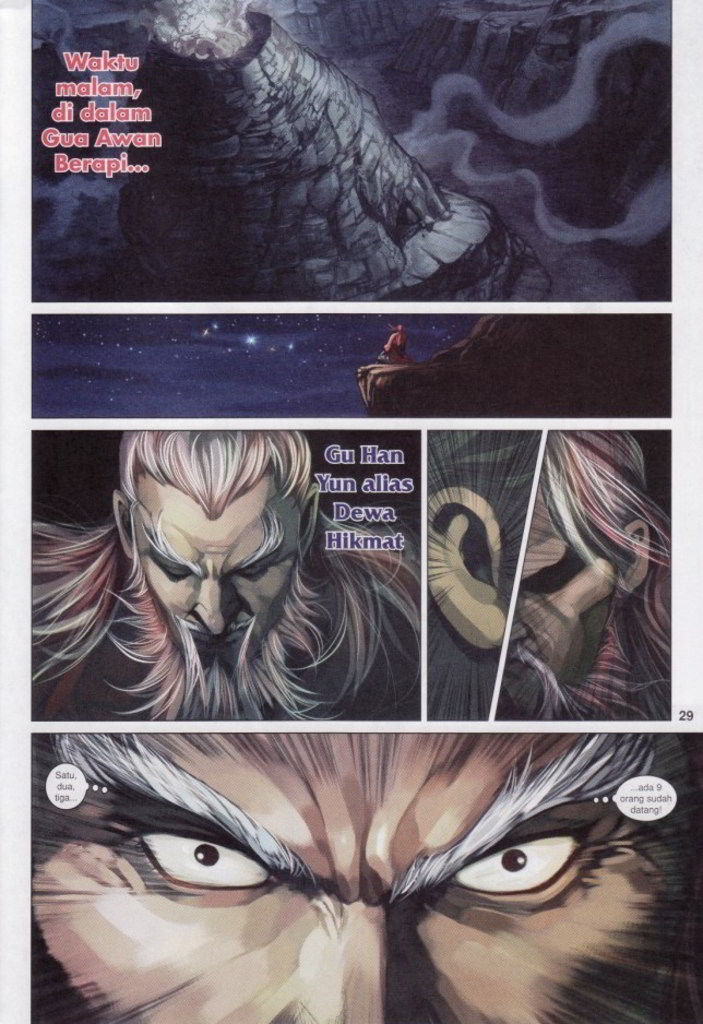 Waktu
malam,
di dalam
Gua Awan
Berapi...
Gu Han
Yun alias
Dewa
Hikmat
29
Satu,
dua,
tiga...
...ada 9
orang sudah
datang!